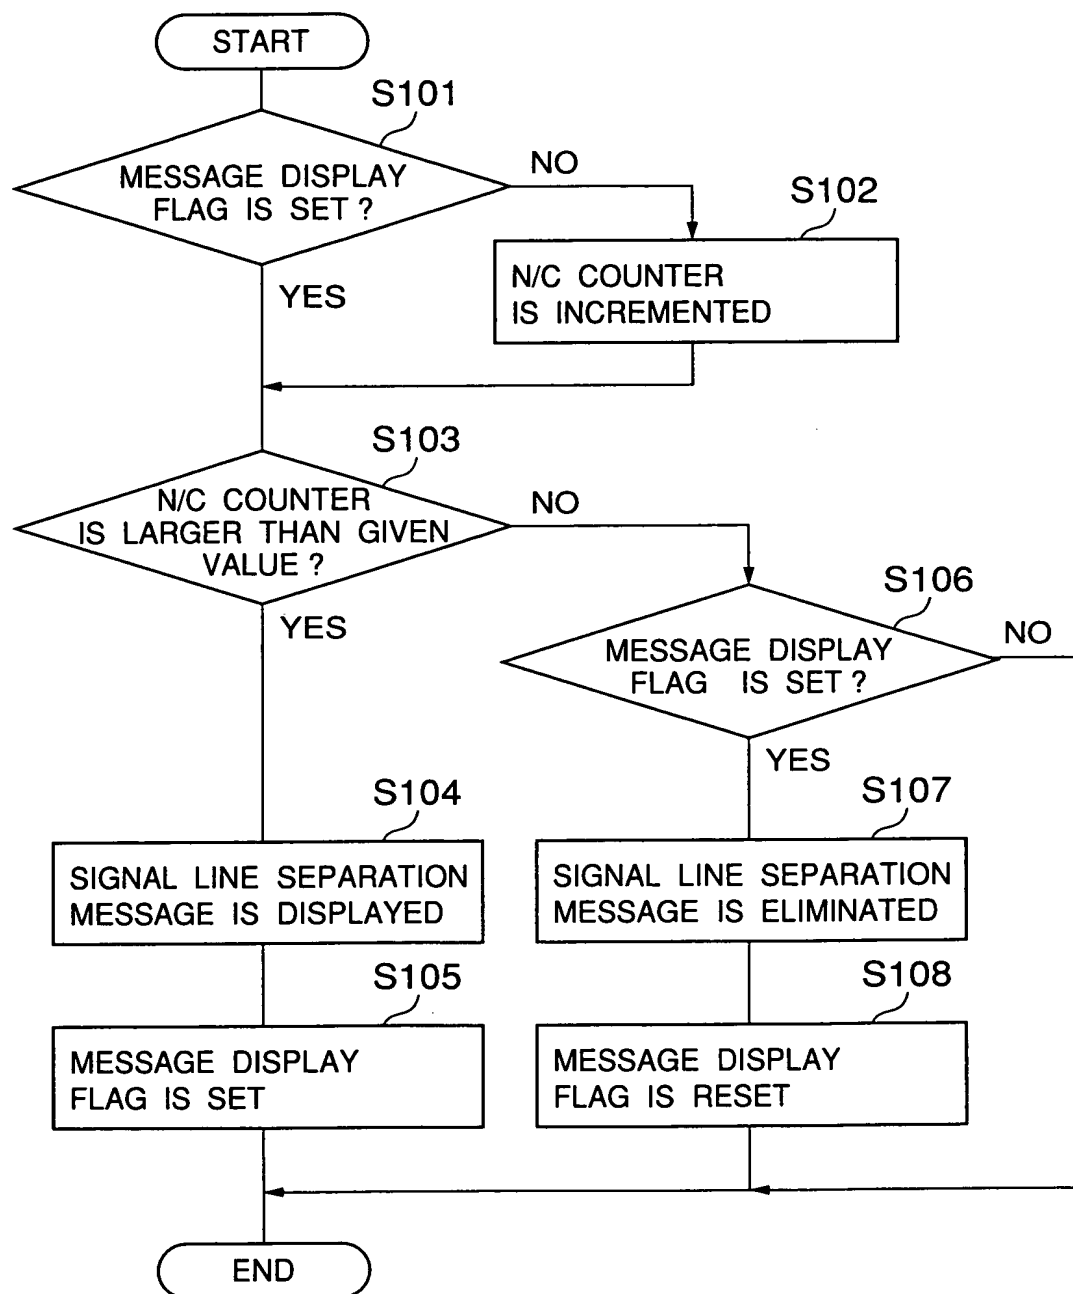 START
S101
MESSAGE DISPLAY
FLAG IS SET ?
NO
YES
S102
N/C COUNTER
IS INCREMENTED
S103
N/C COUNTER
IS LARGER THAN GIVEN
VALUE ?
NO
YES
S106
MESSAGE DISPLAY
FLAG IS SET ?
NO
YES
S104
SIGNAL LINE SEPARATION
MESSAGE IS DISPLAYED
S107
SIGNAL LINE SEPARATION
MESSAGE IS ELIMINATED
S105
MESSAGE DISPLAY
FLAG IS SET
S108
MESSAGE DISPLAY
FLAG IS RESET
END